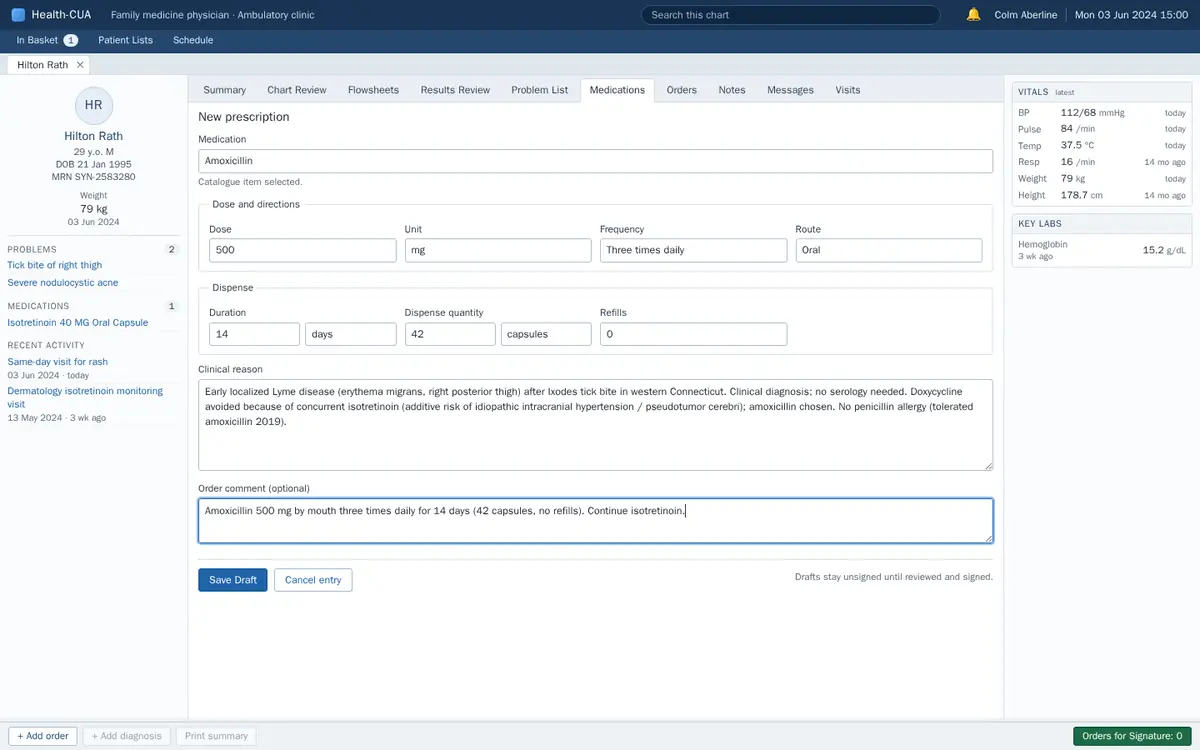 Health-CUA Family medicine physician · Ambulatory clinic Search this chart Colm Aberline Mon 03 Jun 2024 15:00
In Basket 1 Patient Lists Schedule
Hilton Rath ✕
HR
Hilton Rath
29 y.o. M
DOB 21 Jan 1995
MRN SYN-2583280
Weight
79 kg
03 Jun 2024
PROBLEMS 2
Tick bite of right thigh
Severe nodulocystic acne
MEDICATIONS 1
Isotretinoin 40 MG Oral Capsule
RECENT ACTIVITY
Same-day visit for rash
03 Jun 2024 · today
Dermatology isotretinoin monitoring
visit
13 May 2024 · 3 wk ago
Summary Chart Review Flowsheets Results Review Problem List Medications Orders Notes Messages Visits
New prescription
Medication
Amoxicillin
Catalogue item selected.
Dose and directions
Dose Unit Frequency Route
500 mg Three times daily Oral
Dispense
Duration Dispense quantity Refills
14 days 42 capsules 0
Clinical reason
Early localized Lyme disease (erythema migrans, right posterior thigh) after Ixodes tick bite in western Connecticut. Clinical diagnosis; no serology needed. Doxycycline
avoided because of concurrent isotretinoin (additive risk of idiopathic intracranial hypertension / pseudotumor cerebri); amoxicillin chosen. No penicillin allergy (tolerated
amoxicillin 2019).
Order comment (optional)
Amoxicillin 500 mg by mouth three times daily for 14 days (42 capsules, no refills). Continue isotretinoin.
Save Draft Cancel entry Drafts stay unsigned until reviewed and signed.
VITALS latest
BP 112/68 mmHg today
Pulse 84 /min today
Temp 37.5 °C today
Resp 16 /min 14 mo ago
Weight 79 kg today
Height 178.7 cm 14 mo ago
KEY LABS
Hemoglobin 15.2 g/dL
3 wk ago
+ Add order + Add diagnosis Print summary Orders for Signature: 0